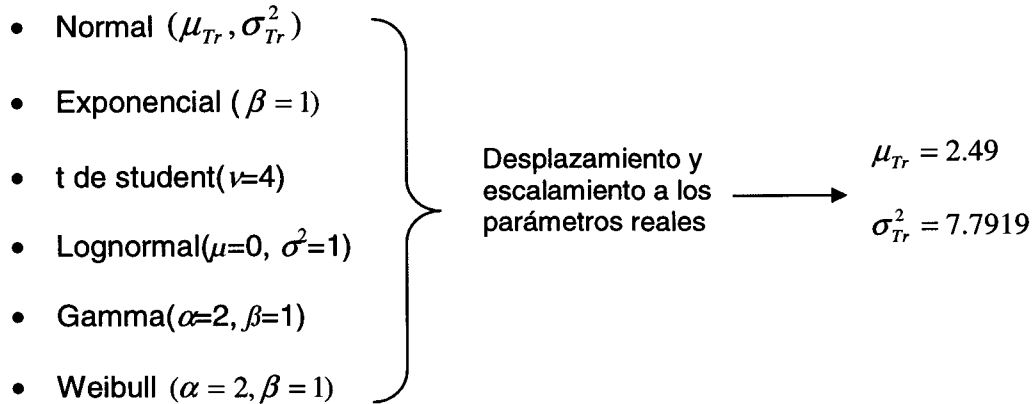 • Normal (μ_Tr, σ²_Tr)
• Exponencial (β = 1)
• t de student(ν=4)
• Lognormal(μ=0, σ²=1)
• Gamma(α=2, β=1)
• Weibull (α = 2, β = 1)
Desplazamiento y
escalamiento a los
parámetros reales
μ_Tr = 2.49
σ²_Tr = 7.7919